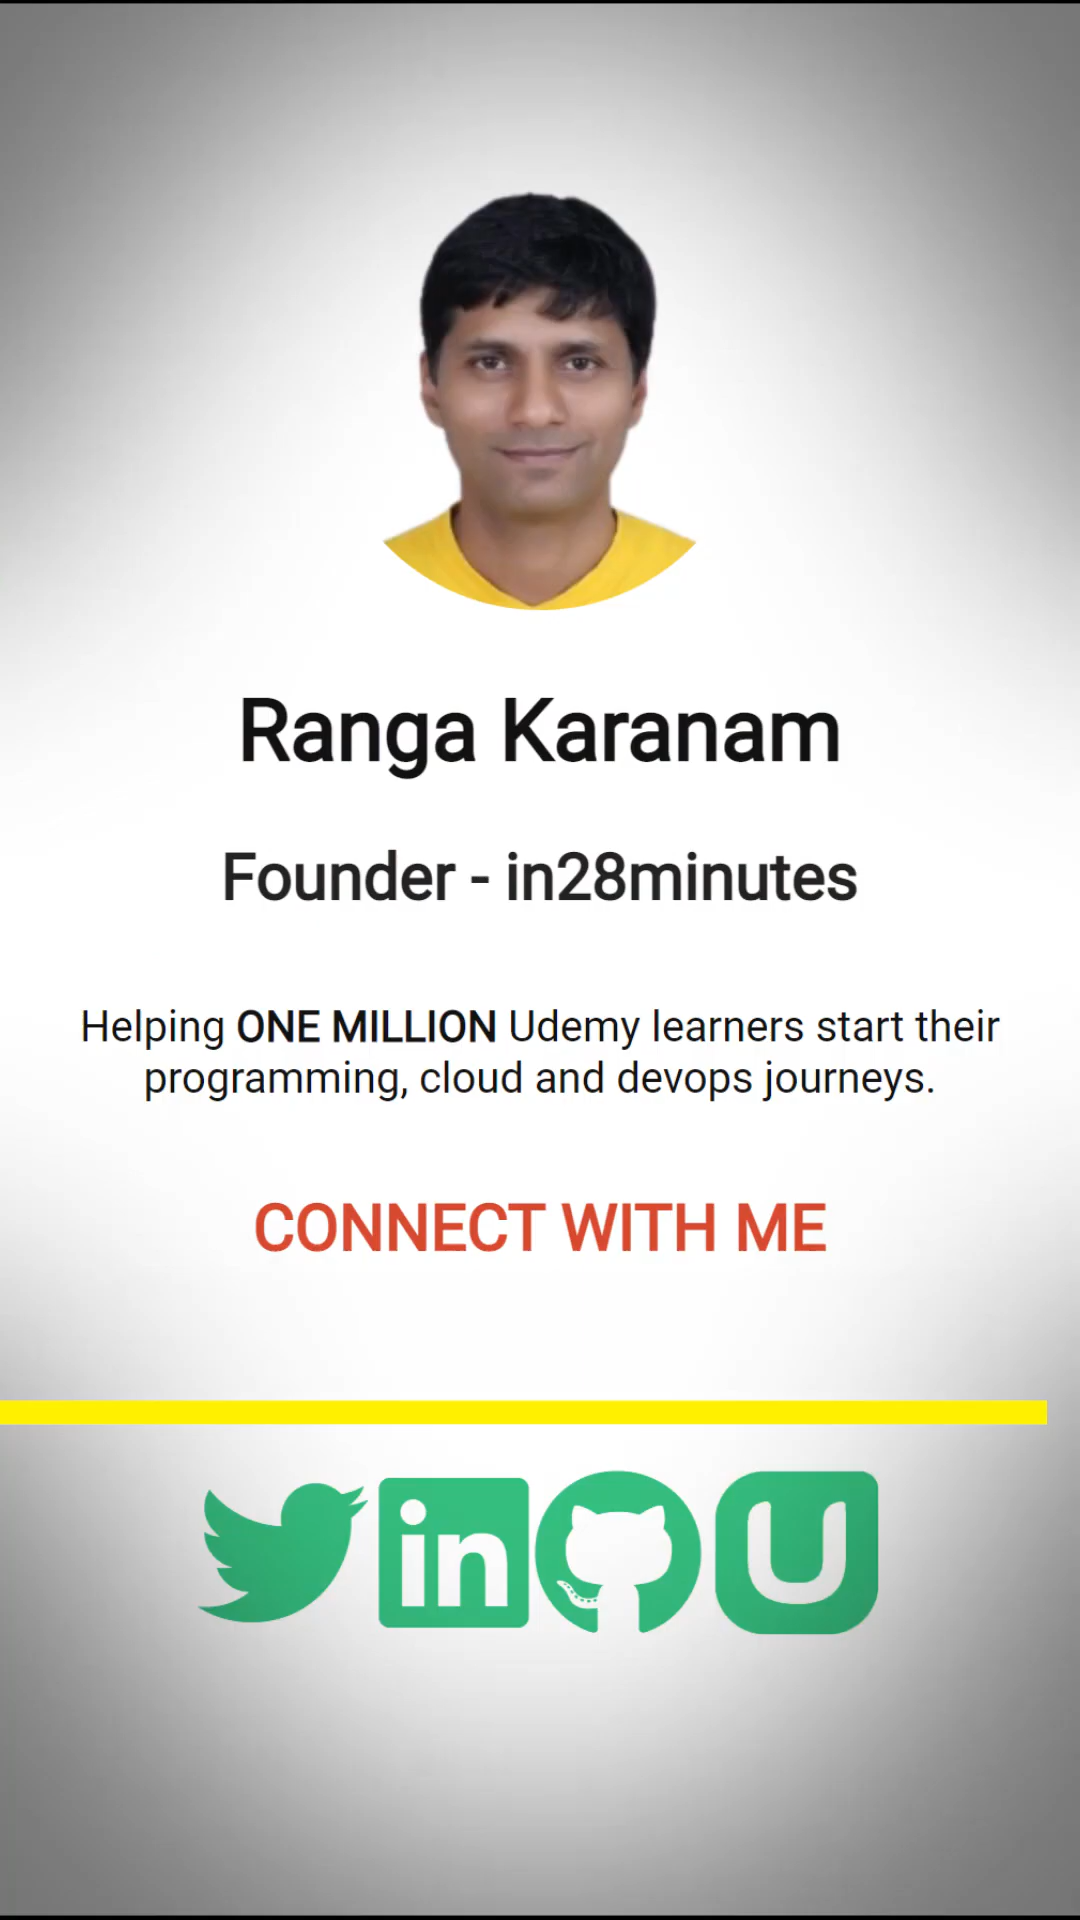 Ranga Karanam
Founder - in28minutes
Helping ONE MILLION Udemy learners start their
programming, cloud and devops journeys.
CONNECT WITH ME
in
U